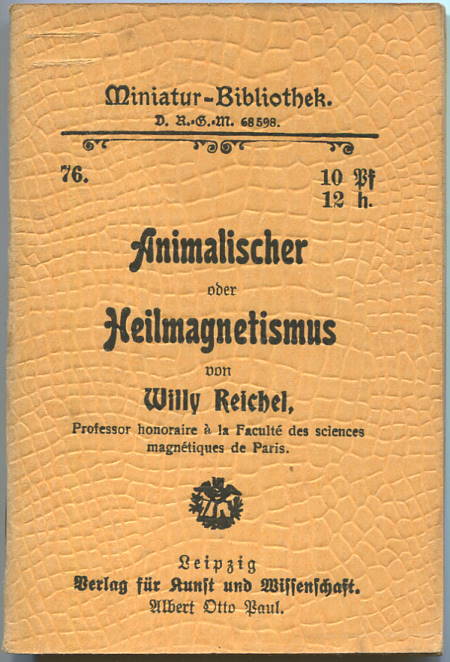 Miniatur-Bibliothek.
D. R.-G.-M. 68598.
76.
10 Pf
12 h.
Animalischer
oder
Heilmagnetismus
von
Willy Reichel,
Professor honoraire à la Faculté des sciences
magnétiques de Paris.
Leipzig
Verlag für Kunst und Wissenschaft.
Albert Otto Paul.